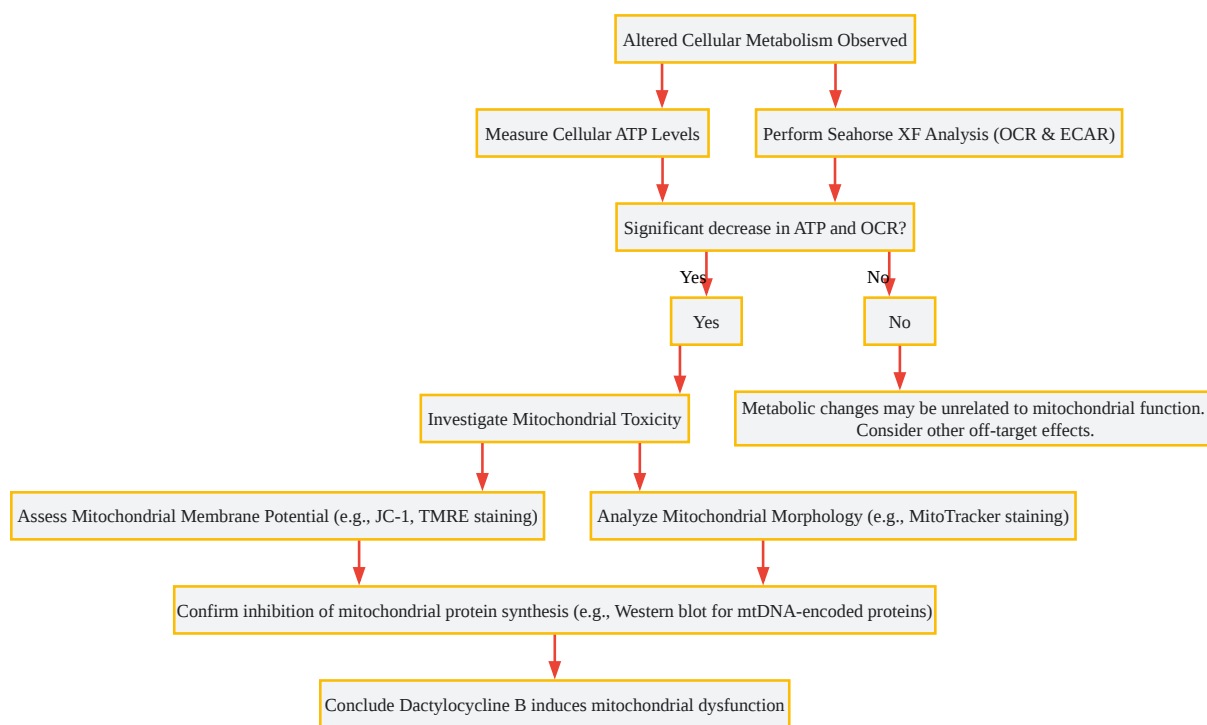 Altered Cellular Metabolism Observed
Measure Cellular ATP Levels
Perform Seahorse XF Analysis (OCR & ECAR)
Significant decrease in ATP and OCR?
Yes
No
Yes
No
Investigate Mitochondrial Toxicity
Metabolic changes may be unrelated to mitochondrial function.
Consider other off-target effects.
Assess Mitochondrial Membrane Potential (e.g., JC-1, TMRE staining)
Analyze Mitochondrial Morphology (e.g., MitoTracker staining)
Confirm inhibition of mitochondrial protein synthesis (e.g., Western blot for mtDNA-encoded proteins)
Conclude Dactylocycline B induces mitochondrial dysfunction